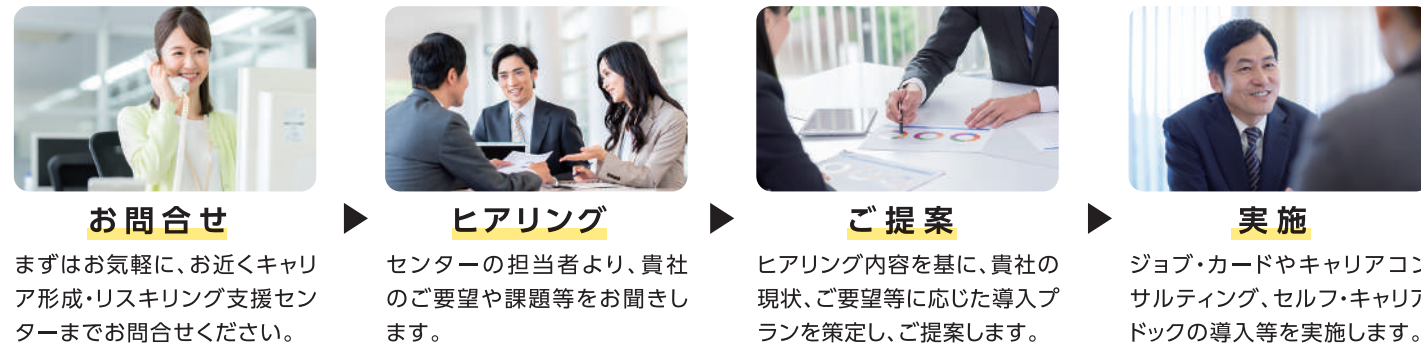 お問合せ
まずはお気軽に、お近くキャリ
ア形成・リスキリング支援セン
ターまでお問合せください。
ヒアリング
センターの担当者より、貴社
のご要望や課題等をお聞きし
ます。
ご提案
ヒアリング内容を基に、貴社の
現状、ご要望等に応じた導入プ
ランを策定し、ご提案します。
実施
ジョブ・カードやキャリアコン
サルティング、セルフ・キャリア
ドックの導入等を実施します。